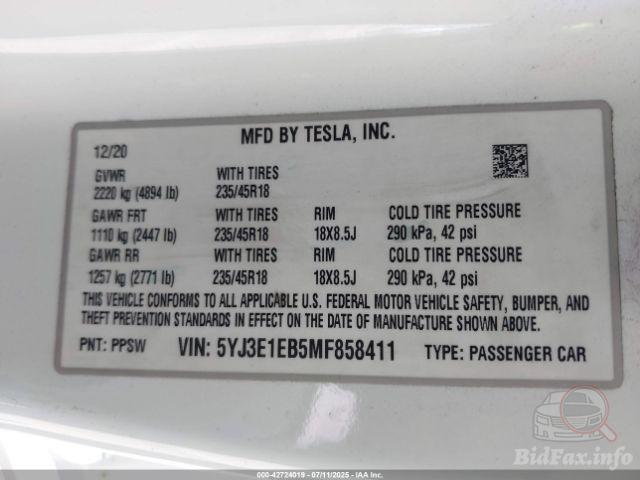 MFD BY TESLA, INC.
12/20
GVWR WITH TIRES
2220 kg (4894 lb) 235/45R18
GAWR FRT WITH TIRES RIM COLD TIRE PRESSURE
1110 kg (2447 lb) 235/45R18 18X8.5J 290 kPa, 42 psi
GAWR RR WITH TIRES RIM COLD TIRE PRESSURE
1257 kg (2771 lb) 235/45R18 18X8.5J 290 kPa, 42 psi
THIS VEHICLE CONFORMS TO ALL APPLICABLE U.S. FEDERAL MOTOR VEHICLE SAFETY, BUMPER, AND
THEFT PREVENTION STANDARDS IN EFFECT ON THE DATE OF MANUFACTURE SHOWN ABOVE.
PNT: PPSW VIN: 5YJ3E1EB5MF858411 TYPE: PASSENGER CAR
BidFax.info
000-42724019 - 07/11/2025 - IAA Inc.